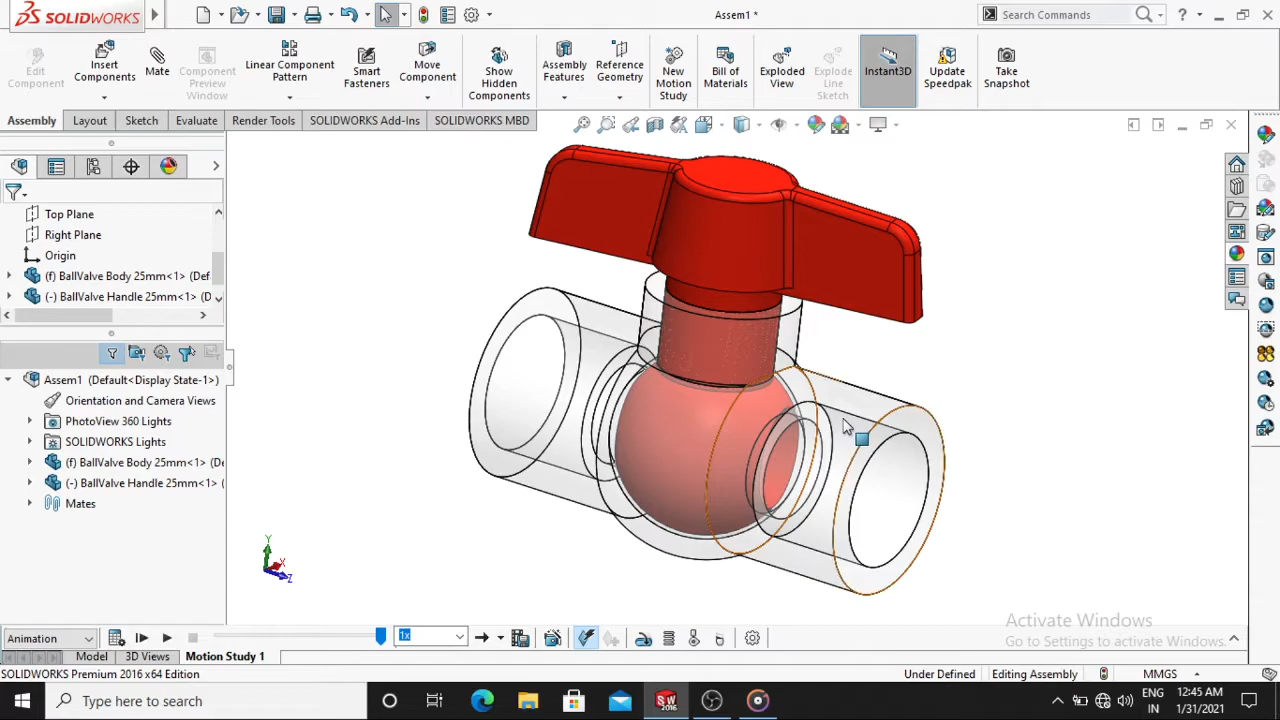 SOLIDWORKS
Assem1 *
Search Commands
?
Edit Component
Insert Components
Mate
Component Preview Window
Linear Component Pattern
Smart Fasteners
Move Component
Show Hidden Components
Assembly Features
Reference Geometry
New Motion Study
Bill of Materials
Exploded View
Explode Line Sketch
Instant3D
Update Speedpak
Take Snapshot
Assembly
Layout
Sketch
Evaluate
Render Tools
SOLIDWORKS Add-Ins
SOLIDWORKS MBD
Top Plane
Right Plane
Origin
(f) BallValve Body 25mm<1> (Def
(-) BallValve Handle 25mm<1> (D
Assem1 (Default<Display State-1>)
Orientation and Camera Views
PhotoView 360 Lights
SOLIDWORKS Lights
(f) BallValve Body 25mm<1> (Def
(-) BallValve Handle 25mm<1> (D
Mates
Y
X
Z
Activate Windows
Go to Settings to activate Windows.
Animation
1x
Model
3D Views
Motion Study 1
SOLIDWORKS Premium 2016 x64 Edition
Under Defined
Editing Assembly
MMGS
Type here to search
SW
2016
ENG
IN
12:45 AM
1/31/2021